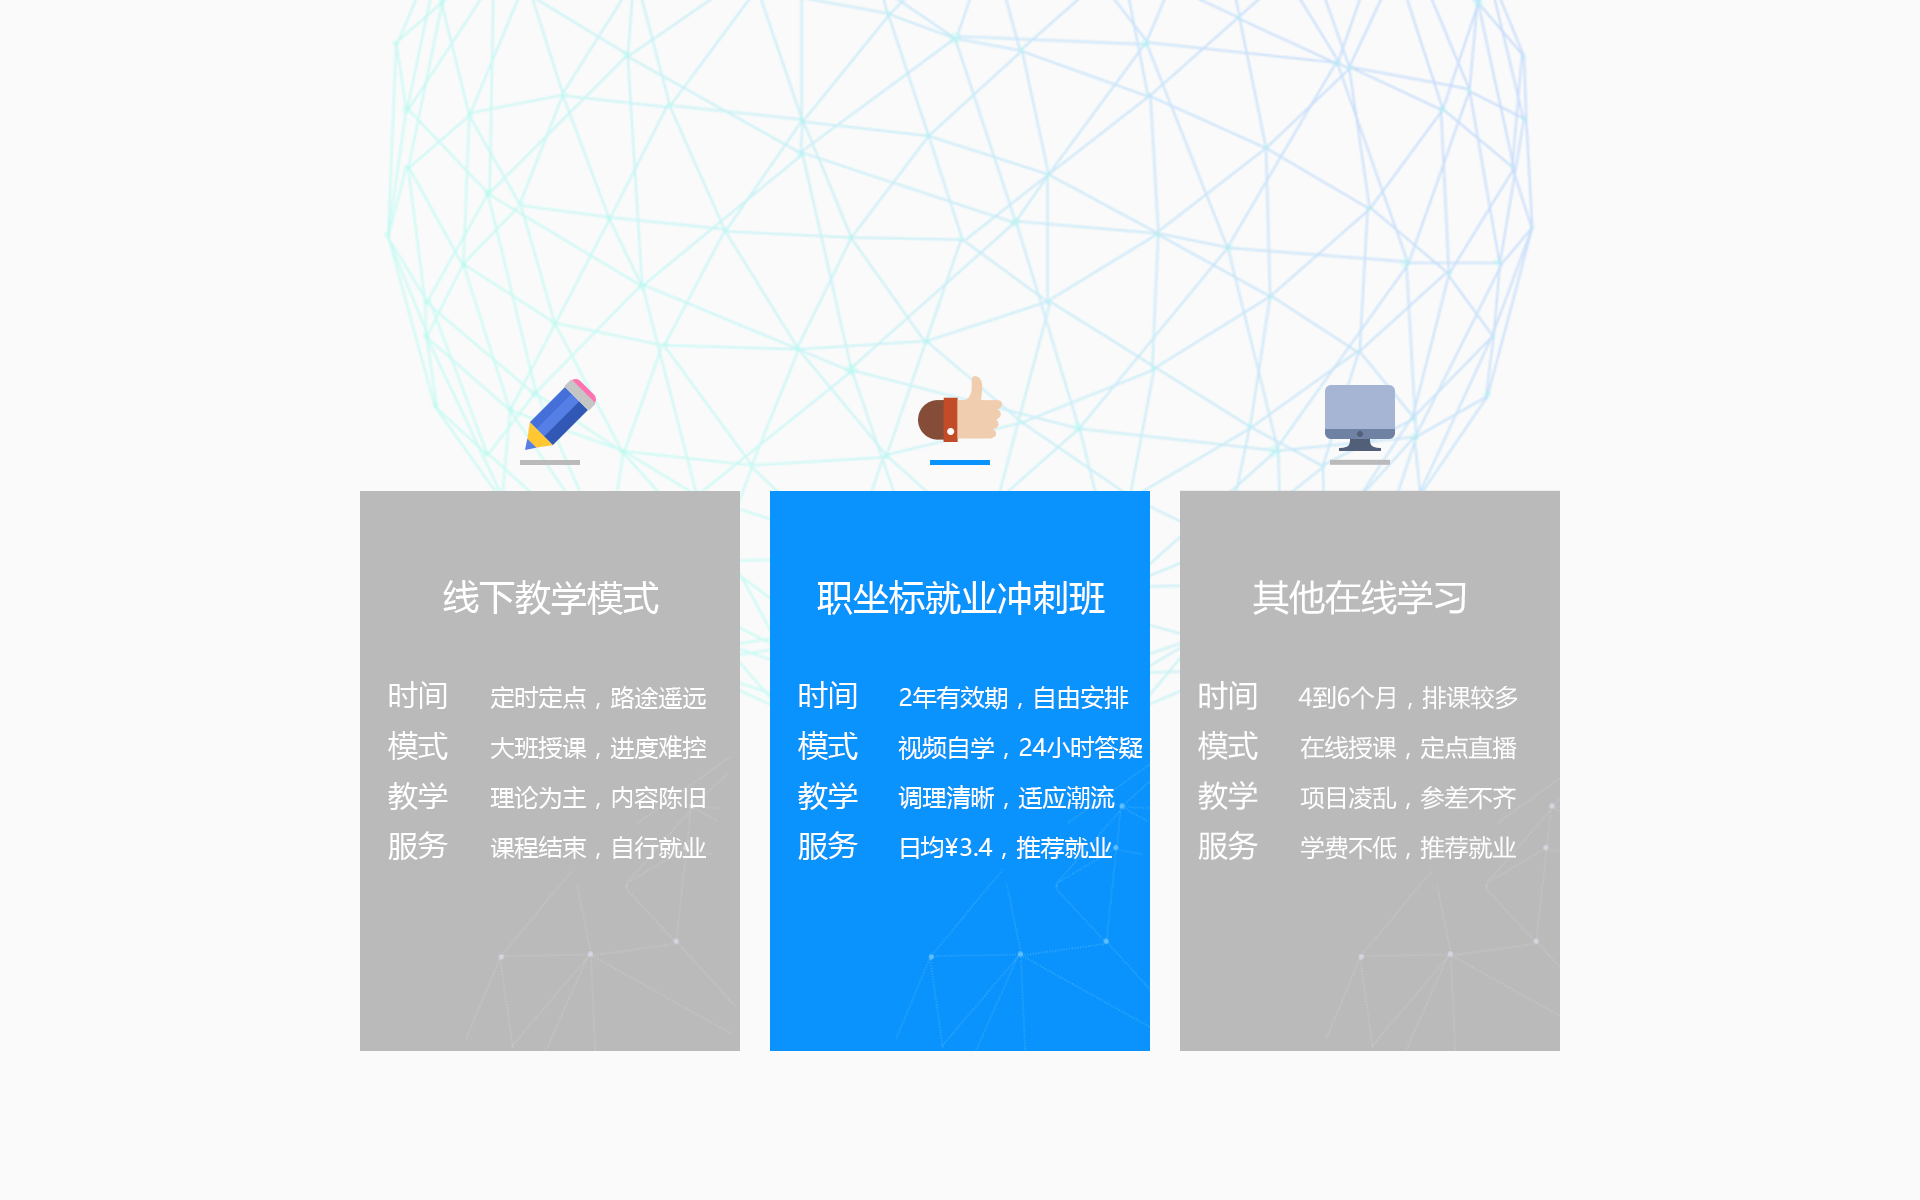 线下教学模式
时间 定时定点，路途遥远
模式 大班授课，进度难控
教学 理论为主，内容陈旧
服务 课程结束，自行就业
职坐标就业冲刺班
时间 2年有效期，自由安排
模式 视频自学，24小时答疑
教学 调理清晰，适应潮流
服务 日均¥3.4，推荐就业
其他在线学习
时间 4到6个月，排课较多
模式 在线授课，定点直播
教学 项目凌乱，参差不齐
服务 学费不低，推荐就业